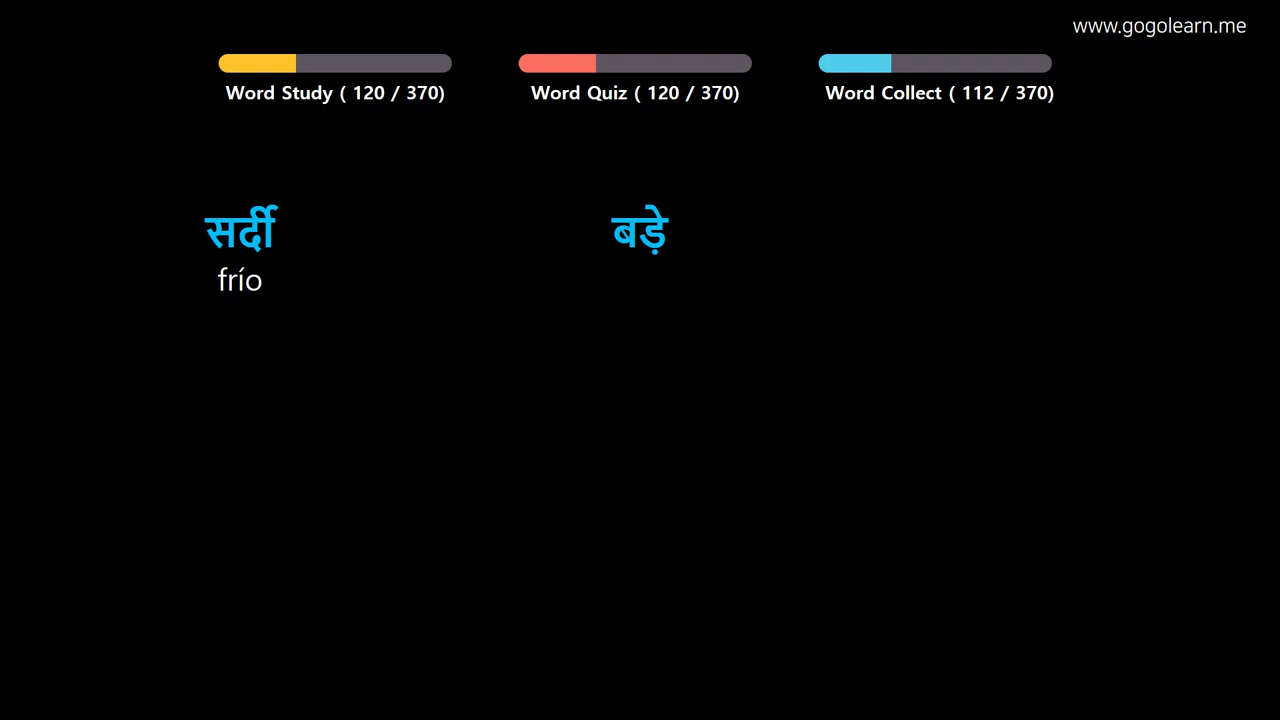 www.gogolearn.me
Word Study ( 120 / 370)
Word Quiz ( 120 / 370)
Word Collect ( 112 / 370)
सर्दी
frío
बड़े